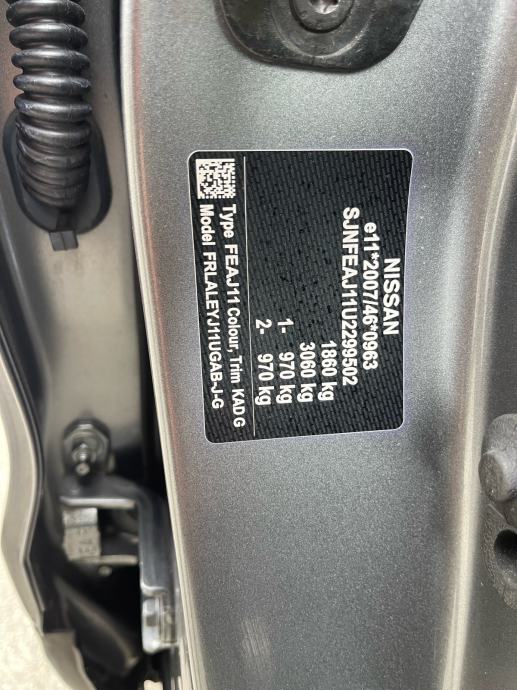 NISSAN
e11*2007/46*0963
SJNFEAJ11U2299502
1860 kg
3060 kg
1- 970 kg
2- 970 kg
Type FEAJ11 Colour, Trim KAD G
Model FRLALEYJ11UGAB-J-G